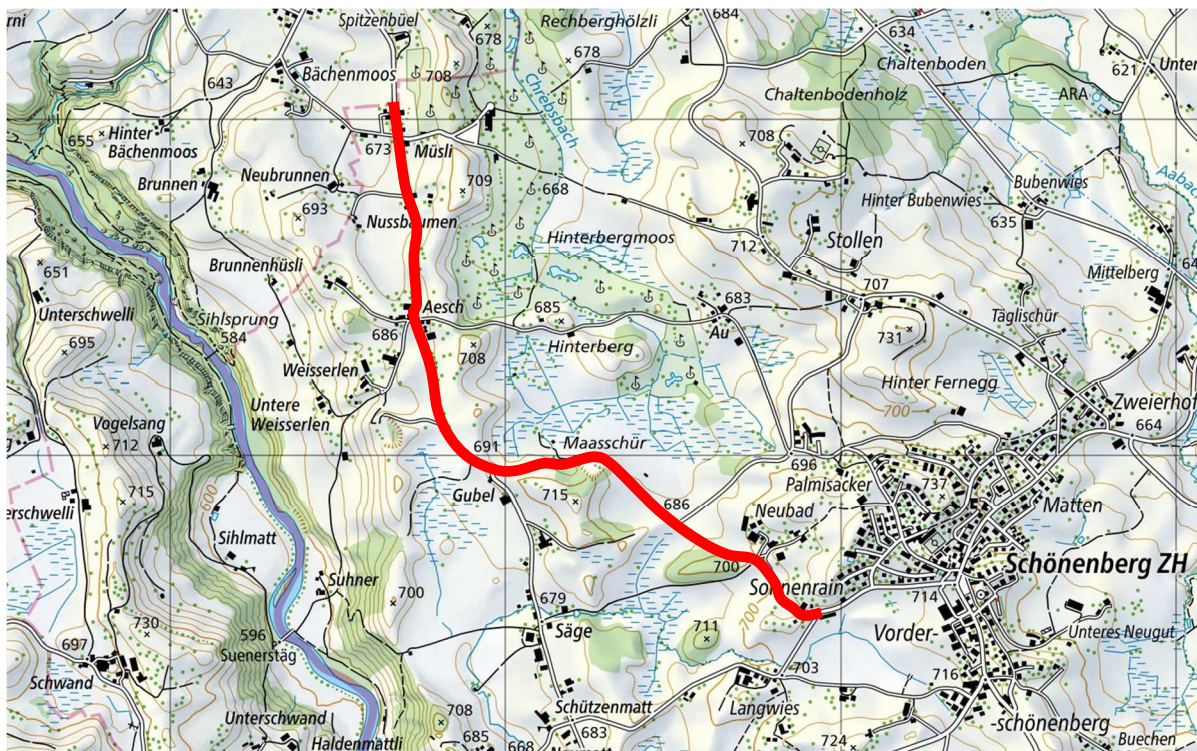 Spitzenbüel
678
Rechberghölzli
684
634
Chaltenboden
621
Bächenmoos
708
678
643
Chrebsbach
Chaltenbodenholz
ARA
655
Hinter
Bächenmoos
673
Müsli
708
Brunnen
Neubrunnen
709
668
Bubenwies
Aabach
693
Nussbaumen
Hinter Bubenwies
635
Hinterbergmoos
712
Stollen
651
Brunnenhüsli
Mittelberg
Unterschwelli
Sihlsprung
584
Aesch
685
683
707
Täglischür
695
686
708
Hinterberg
Au
731
Weisserlen
Hinter Fernegg
700
Untere
Weisserlen
Zweierhof
Vogelsang
712
691
Maasschür
696
664
Palmisacker
737
715
600
Gubel
715
686
Neubad
Matten
Sihlmatt
Suhner
700
700
Schönenberg ZH
Sonnenrain
679
700
714
730
596
Suenerstäg
Säge
711
Vorder-
Unteres Neugut
697
703
716
Schwand
Langwies
Unterschwand
708
Schützenmatt
-schönenberg
Haldenmattli
685
668
683
724
Buechen